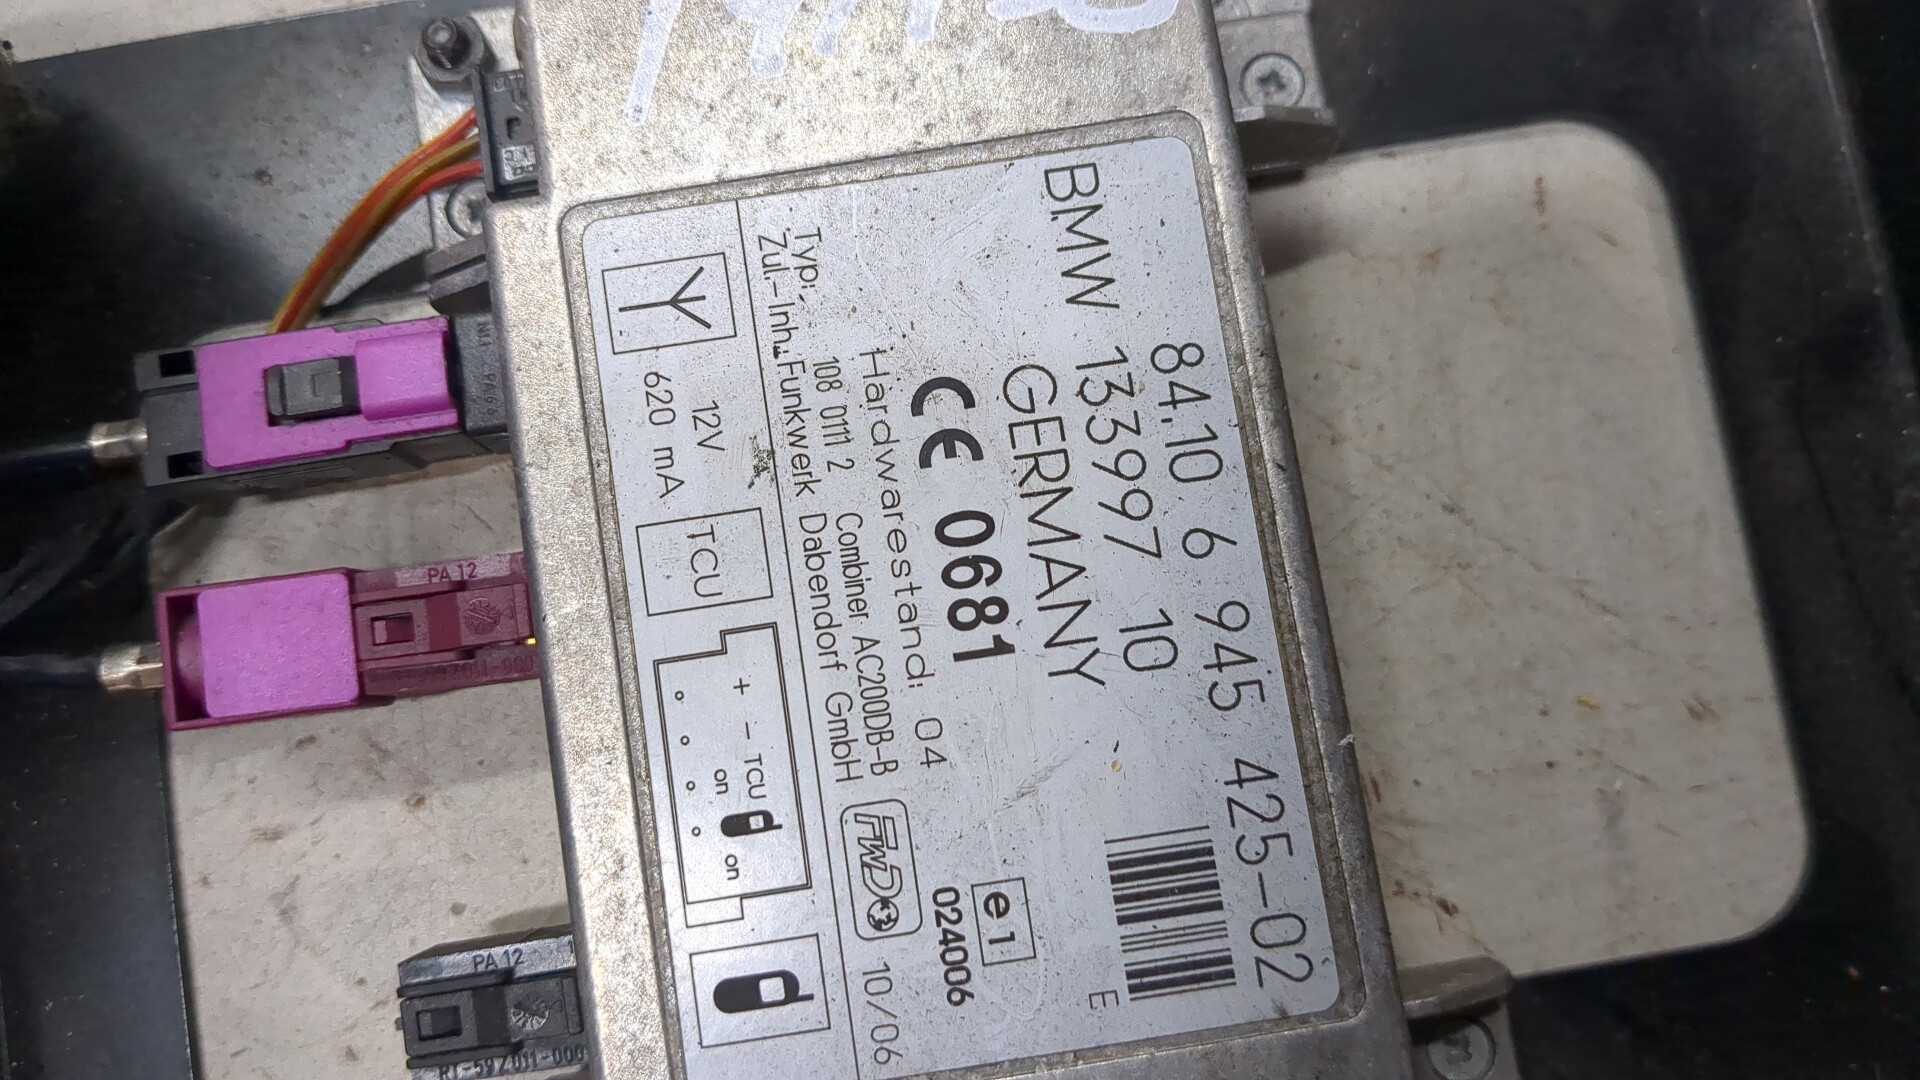 84.10 6 945 425-02
BMW 133997 10
GERMANY
E
CE 0681
e1
024006
Hardwarestand: 04
Typ: 108 0111 2 Combiner AC200DB-B
Zul.-Inh.: Funkwerk Dabendorf GmbH
FWD
10/06
12V
620 mA
TCU
+ - TCU
on on
PA 12
PA 12